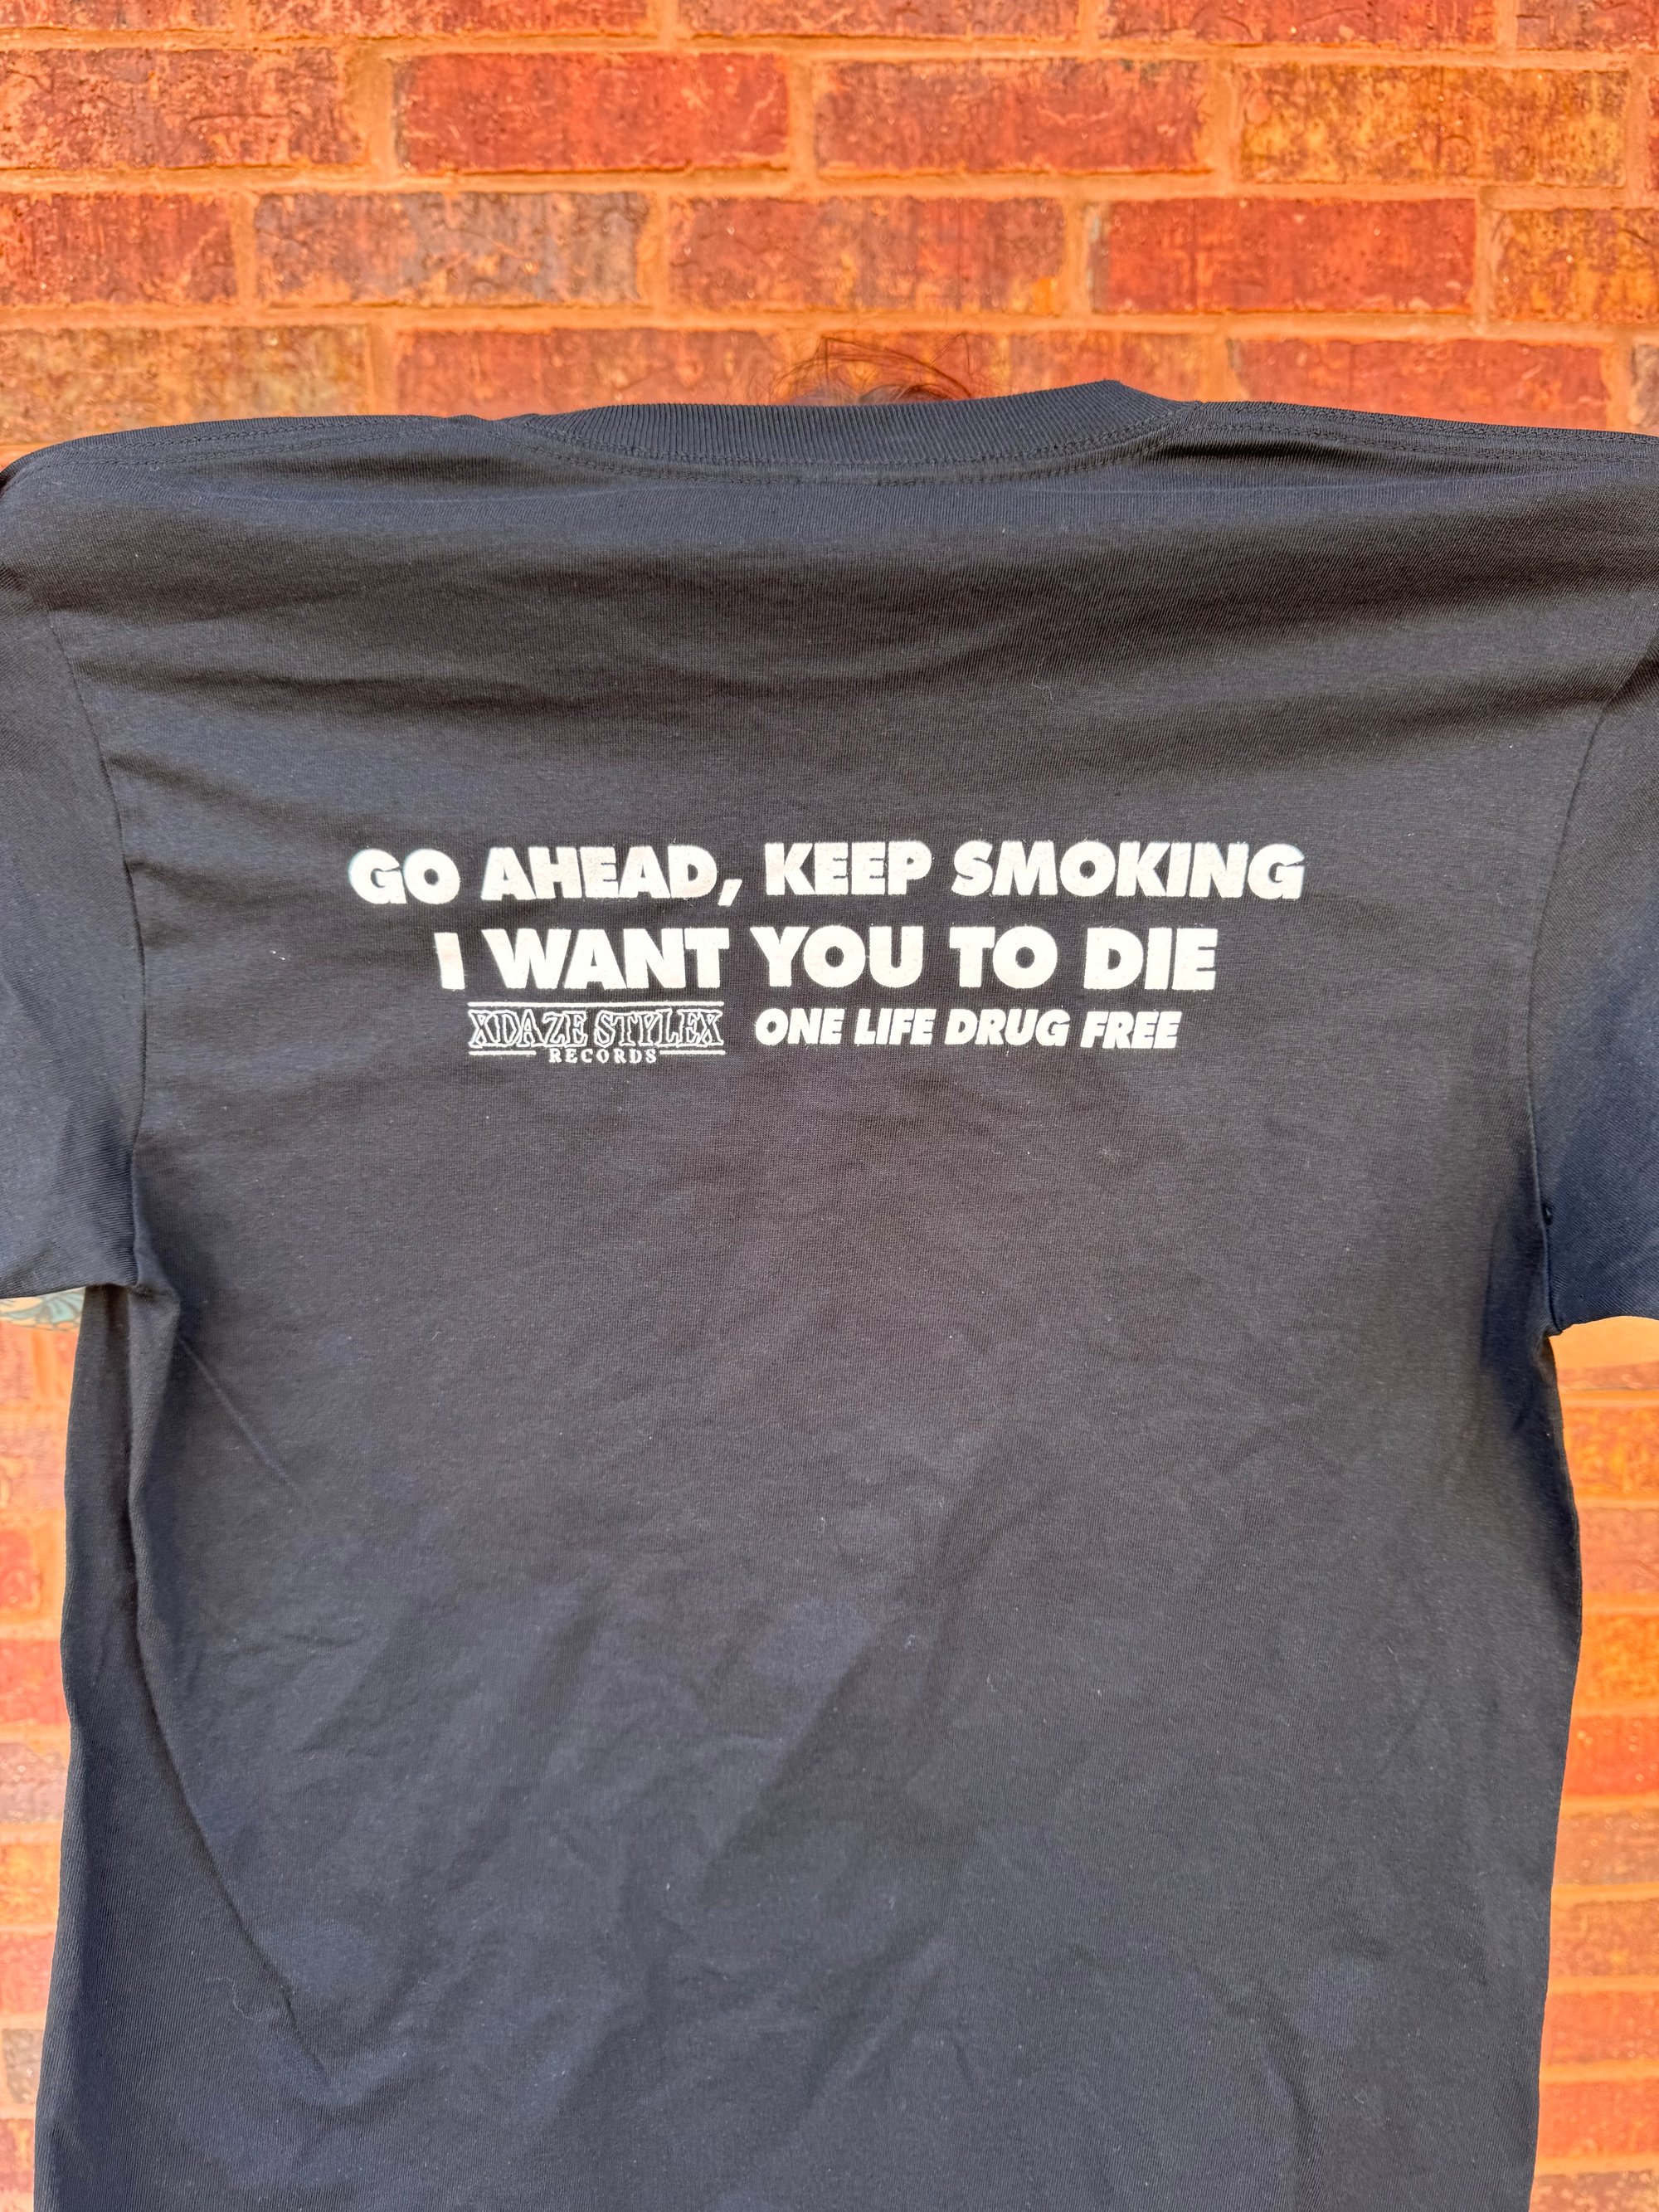 GO AHEAD, KEEP SMOKING
I WANT YOU TO DIE
XDAZE STYLEX
RECORDS
ONE LIFE DRUG FREE